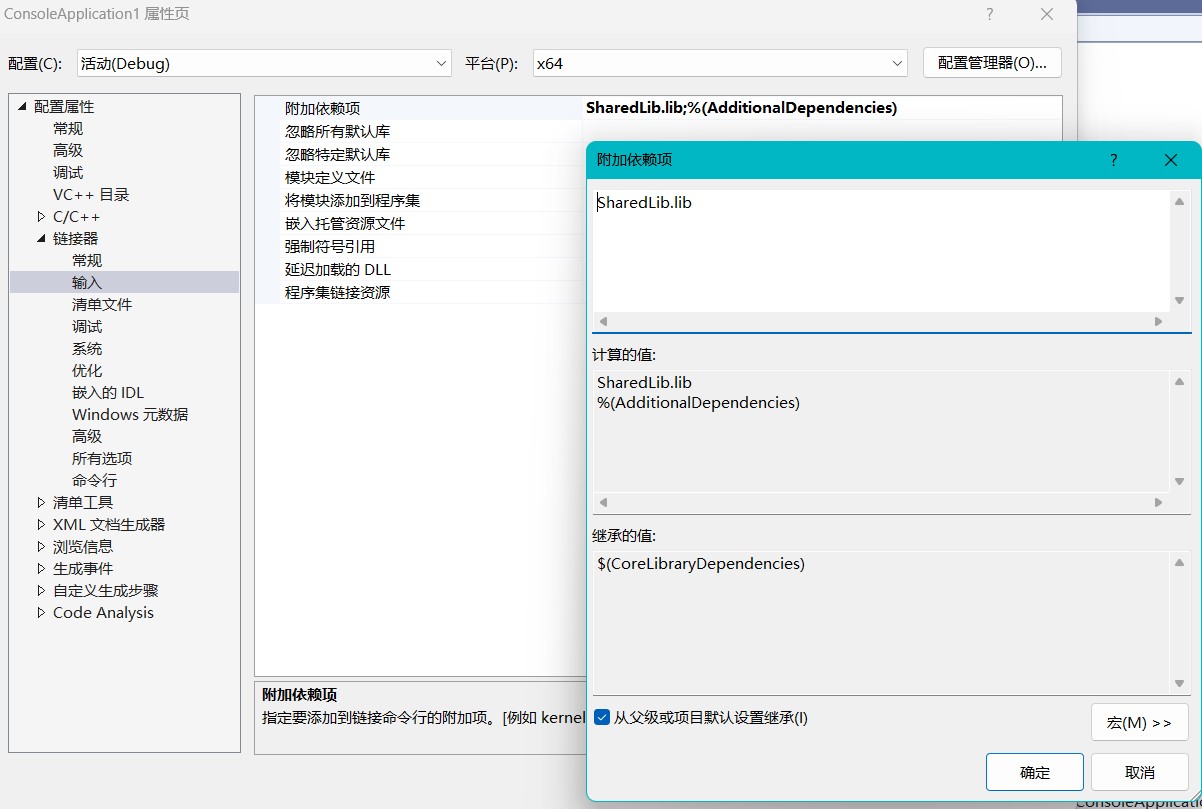 ConsoleApplication1 属性页
配置(C):
活动(Debug)
平台(P):
x64
配置管理器(O)...
配置属性
常规
高级
调试
VC++ 目录
C/C++
链接器
常规
输入
清单文件
调试
系统
优化
嵌入的 IDL
Windows 元数据
高级
所有选项
命令行
清单工具
XML 文档生成器
浏览信息
生成事件
自定义生成步骤
Code Analysis
附加依赖项
SharedLib.lib;%(AdditionalDependencies)
忽略所有默认库
忽略特定默认库
模块定义文件
将模块添加到程序集
嵌入托管资源文件
强制符号引用
延迟加载的 DLL
程序集链接资源
附加依赖项
指定要添加到链接命令行的附加项。[例如 kernel
附加依赖项
SharedLib.lib
计算的值:
SharedLib.lib
%(AdditionalDependencies)
继承的值:
$(CoreLibraryDependencies)
从父级或项目默认设置继承(I)
宏(M) >>
确定
取消